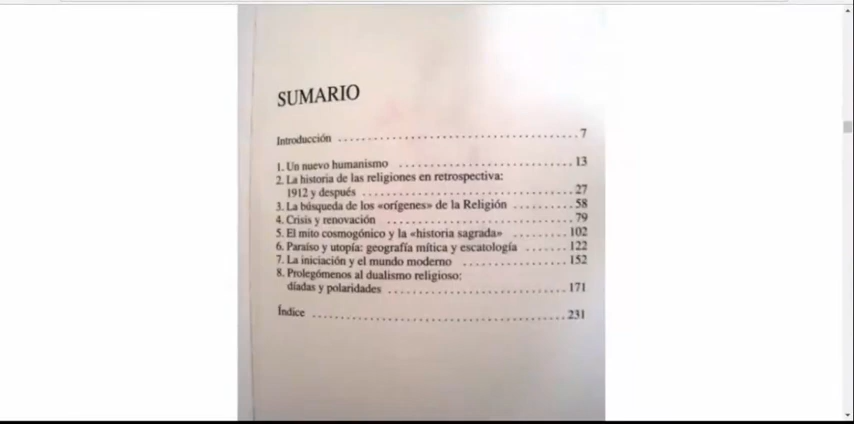 SUMARIO
Introducción ........................................ 7
1. Un nuevo humanismo ........................... 13
2. La historia de las religiones en retrospectiva:
1912 y después ................................ 27
3. La búsqueda de los «orígenes» de la Religión .......... 58
4. Crisis y renovación ............................. 79
5. El mito cosmogónico y la «historia sagrada» ......... 102
6. Paraíso y utopía: geografía mítica y escatología ....... 122
7. La iniciación y el mundo moderno ................ 152
8. Prolegómenos al dualismo religioso:
díadas y polaridades ............................ 171
Índice ........................................... 231